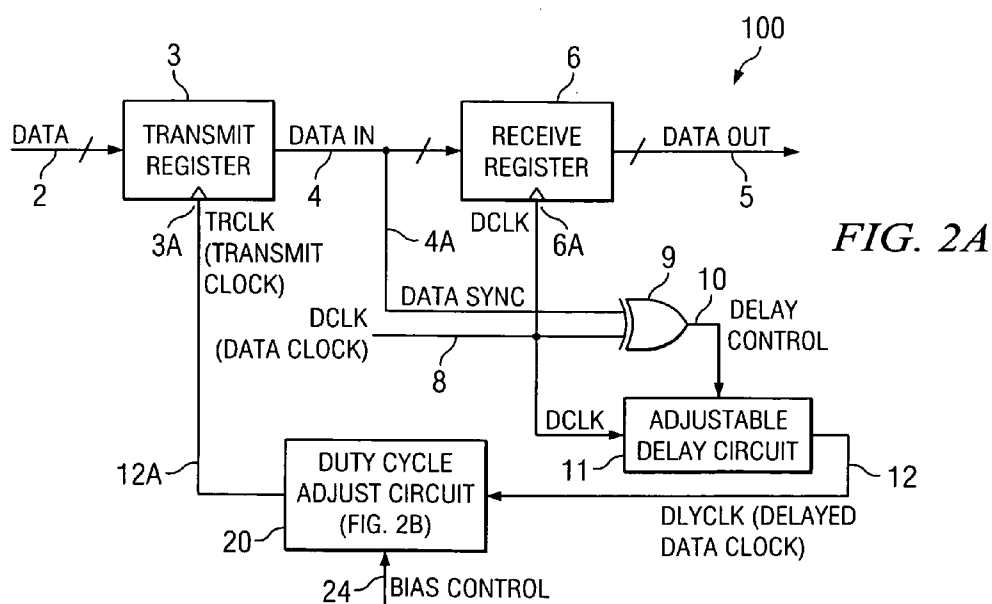 100
3
6
DATA
2
TRANSMIT
REGISTER
DATA IN
4
RECEIVE
REGISTER
DATA OUT
5
3A
TRCLK
(TRANSMIT
CLOCK)
4A
DCLK
6A
FIG. 2A
9
10
DATA SYNC
DELAY
CONTROL
DCLK
(DATA CLOCK)
8
DCLK
ADJUSTABLE
DELAY CIRCUIT
11
12
12A
DUTY CYCLE
ADJUST CIRCUIT
(FIG. 2B)
20
DLYCLK (DELAYED
DATA CLOCK)
24
BIAS CONTROL